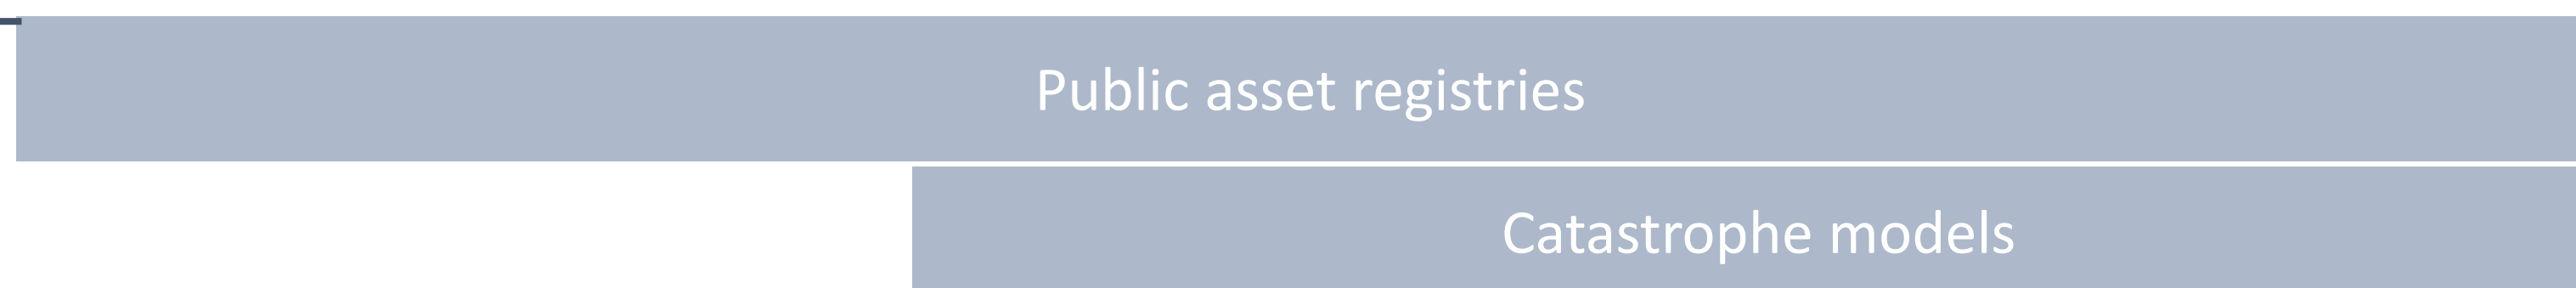 Public asset registries
Catastrophe models